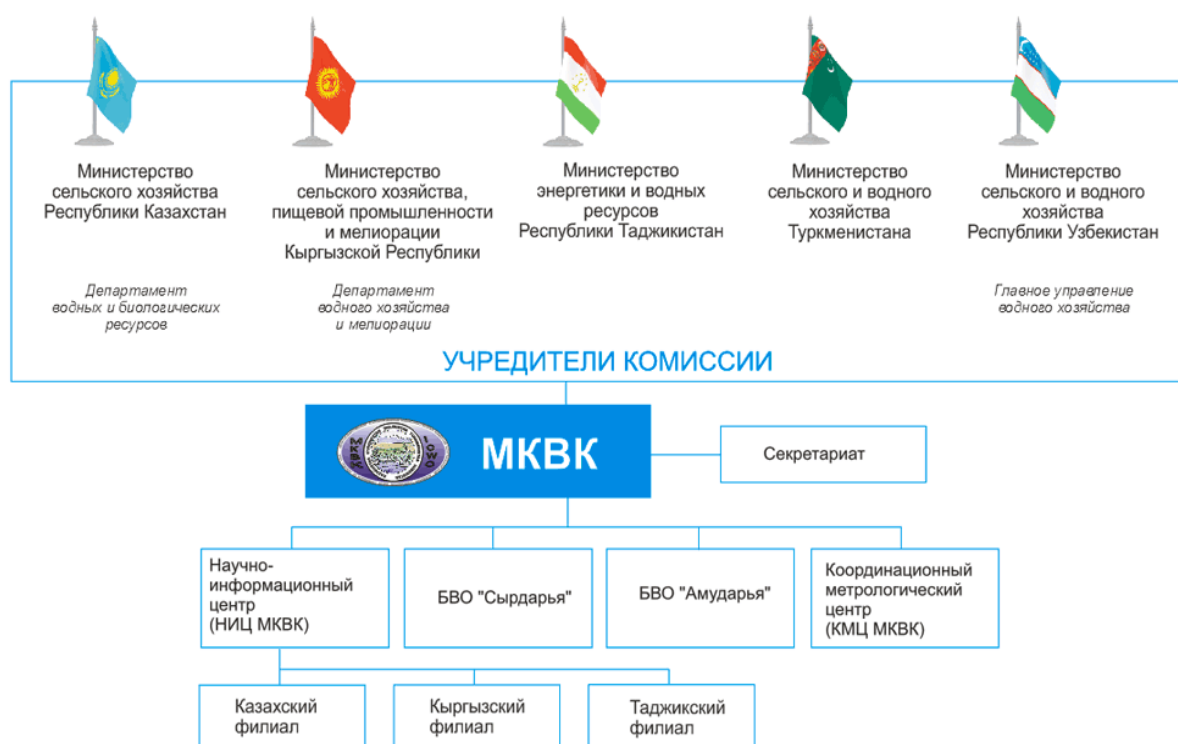 Министерство
сельского хозяйства
Республики Казахстан
Департамент
водных и биологических
ресурсов
Министерство
сельского хозяйства,
пищевой промышленности
и мелиорации
Кыргызской Республики
Департамент
водного хозяйства
и мелиорации
Министерство
энергетики и водных
ресурсов
Республики Таджикистан
Министерство
сельского и водного
хозяйства
Туркменистана
Министерство
сельского и водного
хозяйства
Республики Узбекистан
Главное управление
водного хозяйства
УЧРЕДИТЕЛИ КОМИССИИ
МКВК
ICWC
МКВК
Секретариат
Научно-
информационный
центр
(НИЦ МКВК)
БВО "Сырдарья"
БВО "Амударья"
Координационный
метрологический
центр
(КМЦ МКВК)
Казахский
филиал
Кыргызский
филиал
Таджикский
филиал